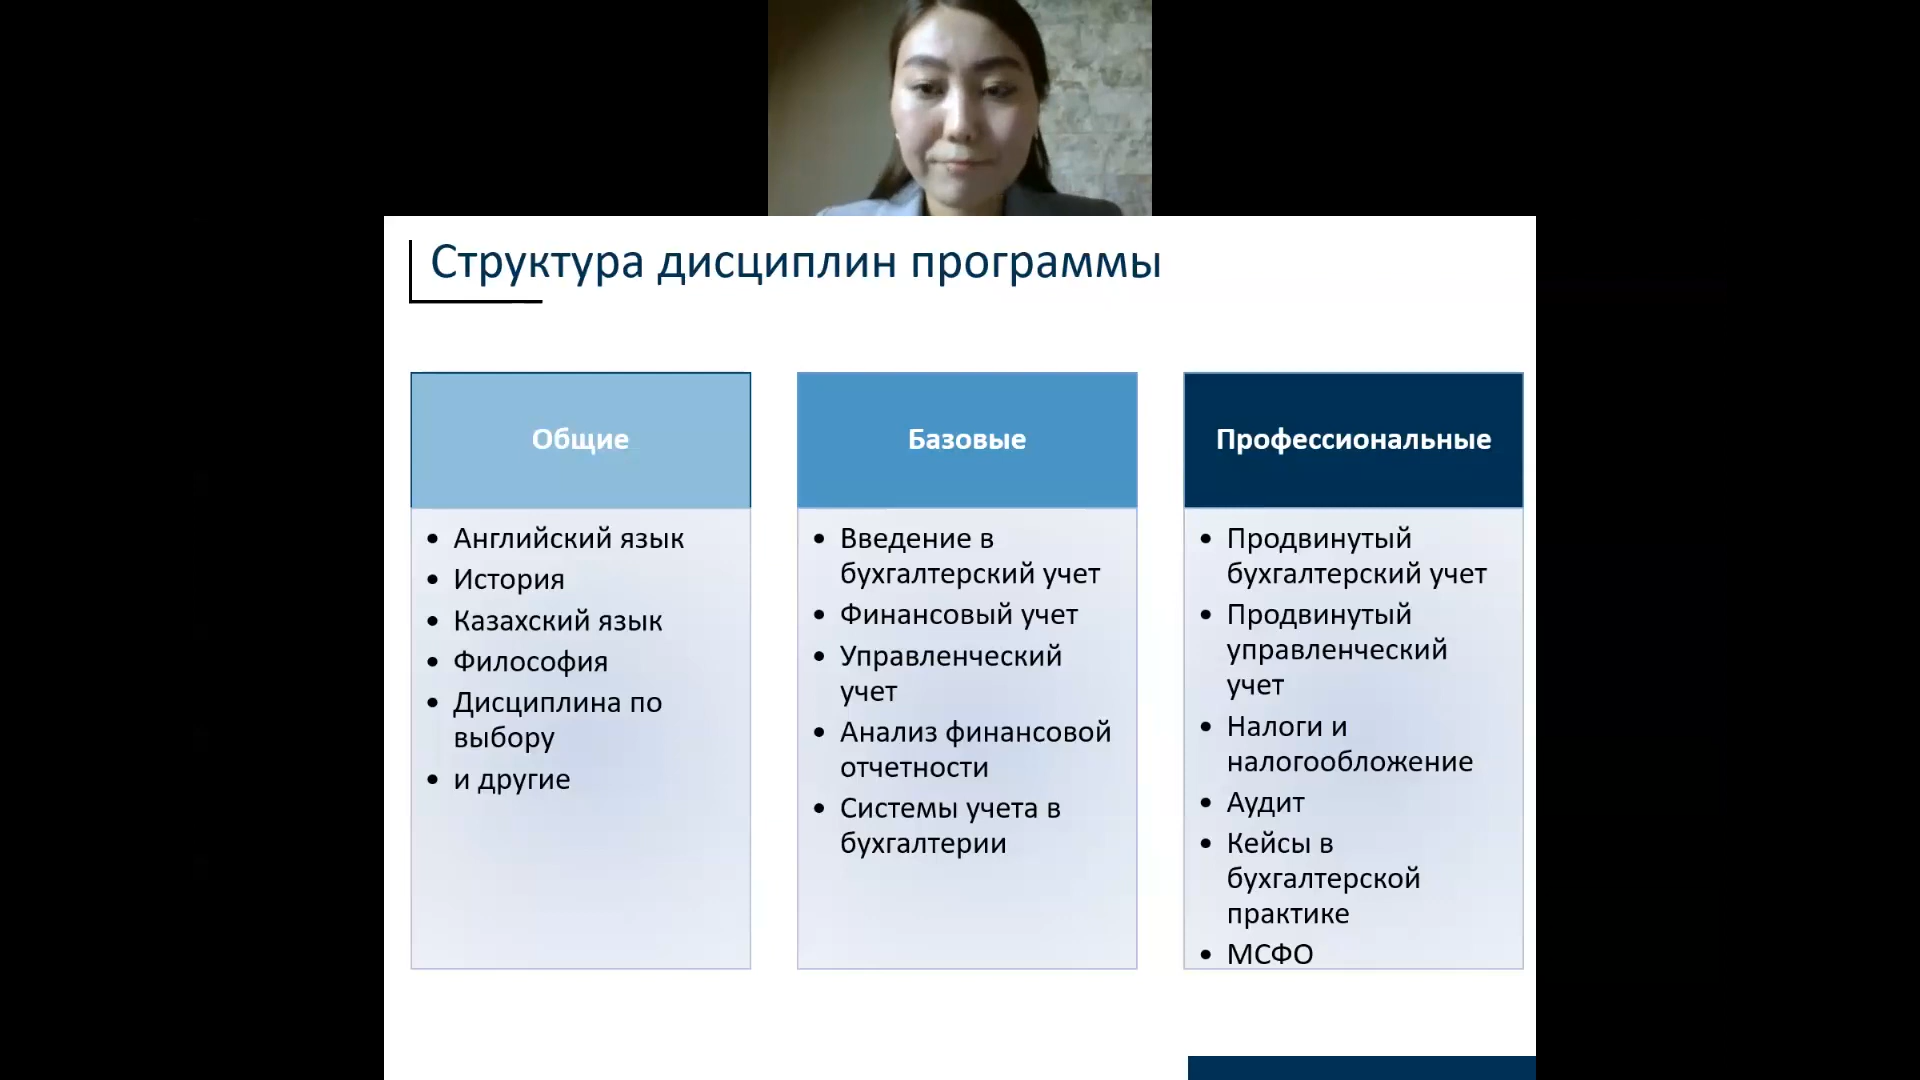 Структура дисциплин программы
Общие
• Английский язык
• История
• Казахский язык
• Философия
• Дисциплина по
выбору
• и другие
Базовые
• Введение в
бухгалтерский учет
• Финансовый учет
• Управленческий
учет
• Анализ финансовой
отчетности
• Системы учета в
бухгалтерии
Профессиональные
• Продвинутый
бухгалтерский учет
• Продвинутый
управленческий
учет
• Налоги и
налогообложение
• Аудит
• Кейсы в
бухгалтерской
практике
• МСФО